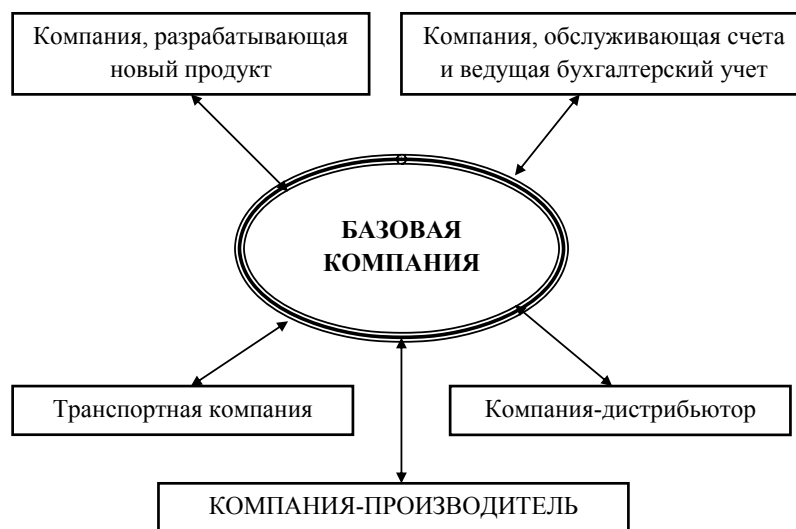 Компания, разрабатывающая
новый продукт
Компания, обслуживающая счета
и ведущая бухгалтерский учет
БАЗОВАЯ
КОМПАНИЯ
Транспортная компания
Компания-дистрибьютор
КОМПАНИЯ-ПРОИЗВОДИТЕЛЬ